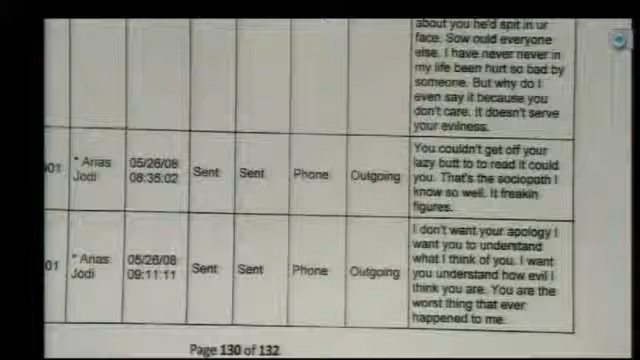 about you he'd spit in ur
face. Sow ould everyone
else. I have never never in
my life been hurt so bad by
someone. But why do I
even say it because you
don't care. It doesn't serve
your evilness.
01
* Arias
Jodi
05/26/08
08:35:02
Sent
Sent
Phone
Outgoing
You couldn't get off your
lazy butt to to read it could
you. That's the sociopath I
know so well. It freakin
figures.
01
* Arias
Jodi
05/26/08
09:11:11
Sent
Sent
Phone
Outgoing
I don't want your apology I
want you to understand
what I think of you. I want
you understand how evil I
think you are. You are the
worst thing that ever
happened to me.
Page 130 of 132